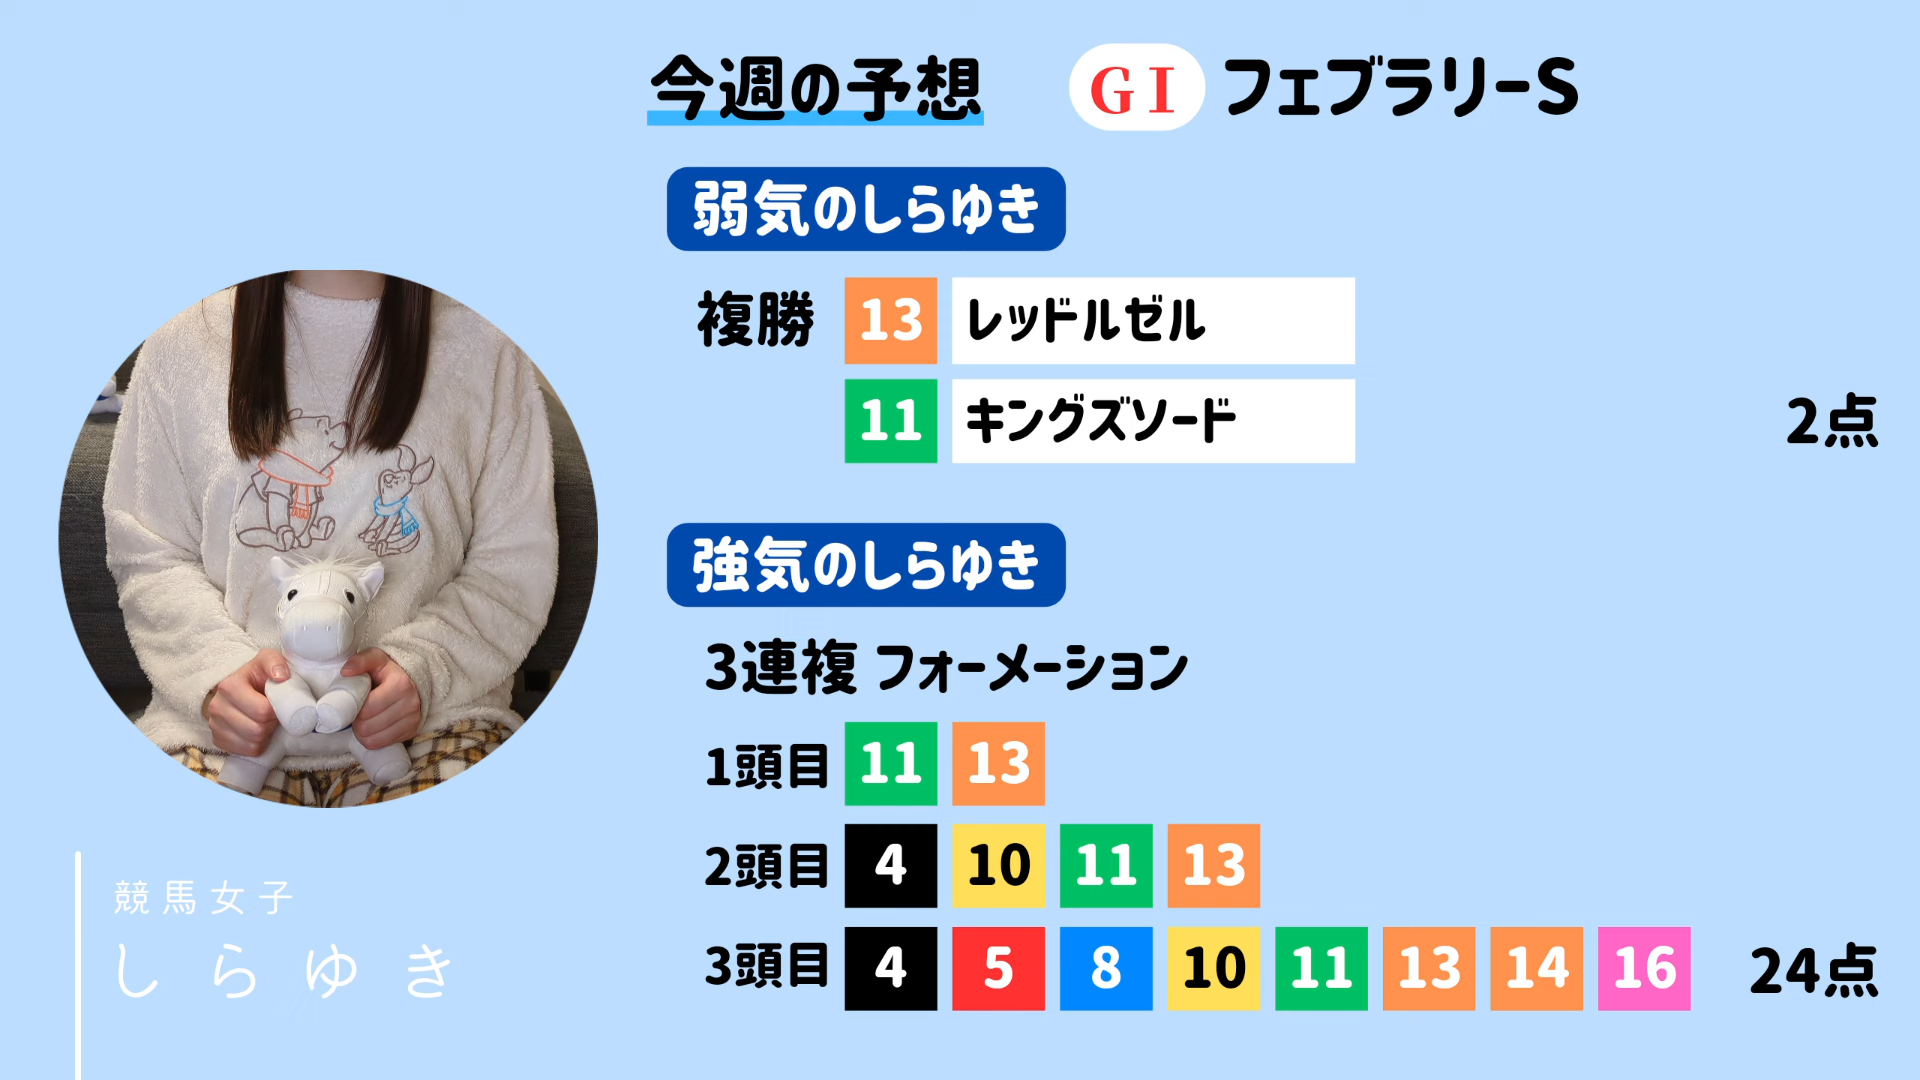 今週の予想 GI フェブラリーS
弱気のしらゆき
複勝 13 レッドルゼル
11 キングズソード
2点
強気のしらゆき
3連複 フォーメーション
1頭目 11 13
2頭目 4 10 11 13
3頭目 4 5 8 10 11 13 14 16 24点
競馬女子
しらゆき